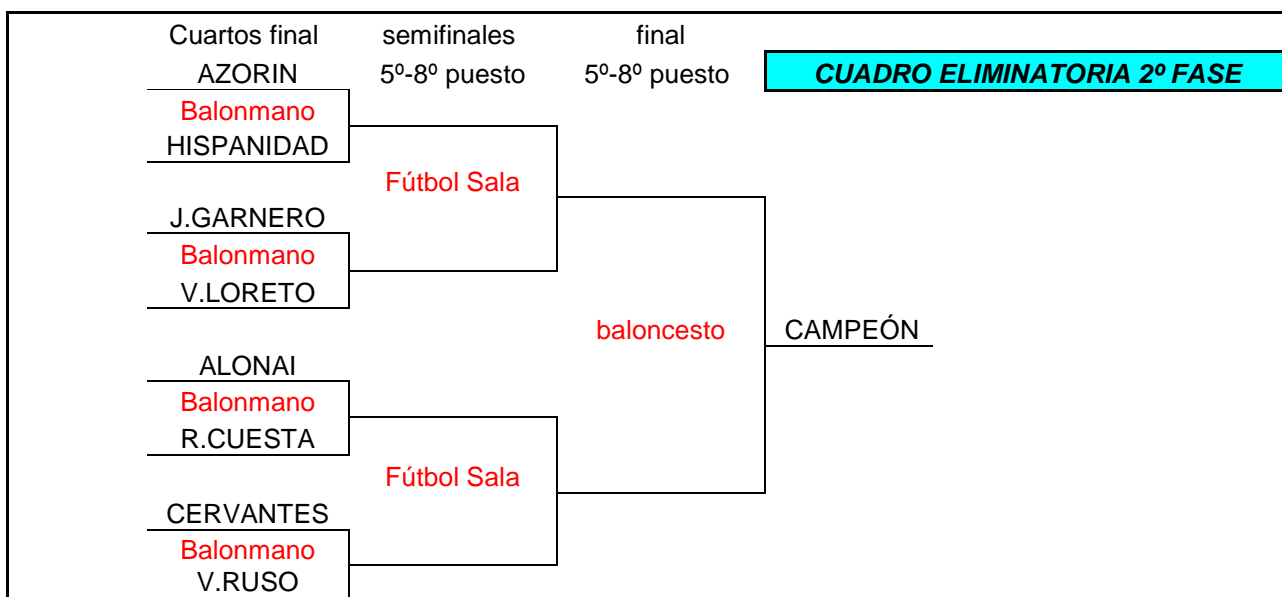 Cuartos final semifinales final
AZORIN 5º-8º puesto 5º-8º puesto CUADRO ELIMINATORIA 2º FASE
Balonmano
HISPANIDAD
Fútbol Sala
J.GARNERO
Balonmano
V.LORETO
baloncesto CAMPEÓN
ALONAI
Balonmano
R.CUESTA
Fútbol Sala
CERVANTES
Balonmano
V.RUSO